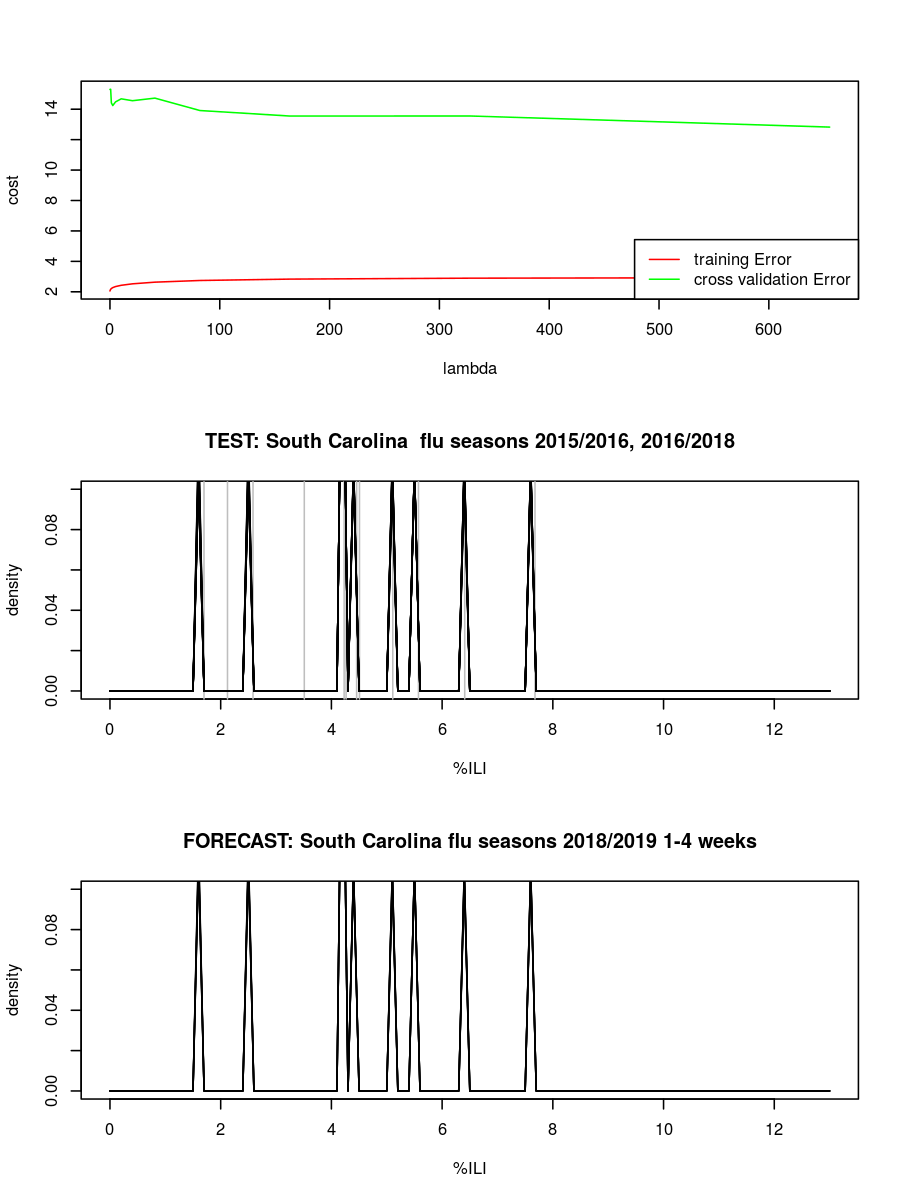 cost
14
10
8
6
4
2
training Error
cross validation Error
0 100 200 300 400 500 600
lambda
TEST: South Carolina  flu seasons 2015/2016, 2016/2018
density
0.08
0.04
0.00
0 2 4 6 8 10 12
%ILI
FORECAST: South Carolina flu seasons 2018/2019 1-4 weeks
density
0.08
0.04
0.00
0 2 4 6 8 10 12
%ILI